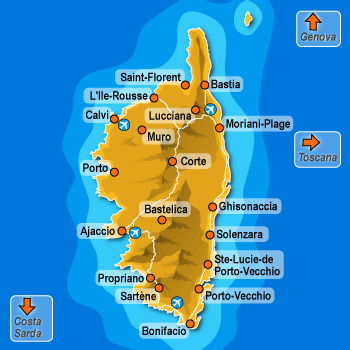 Genova
Saint-Florent
Bastia
L'Ile-Rousse
Lucciana
Calvi
Moriani-Plage
Muro
Toscana
Corte
Porto
Ghisonaccia
Bastelica
Ajaccio
Solenzara
Ste-Lucie-de
Porto-Vecchio
Propriano
Sartène
Porto-Vecchio
Costa
Sarda
Bonifacio